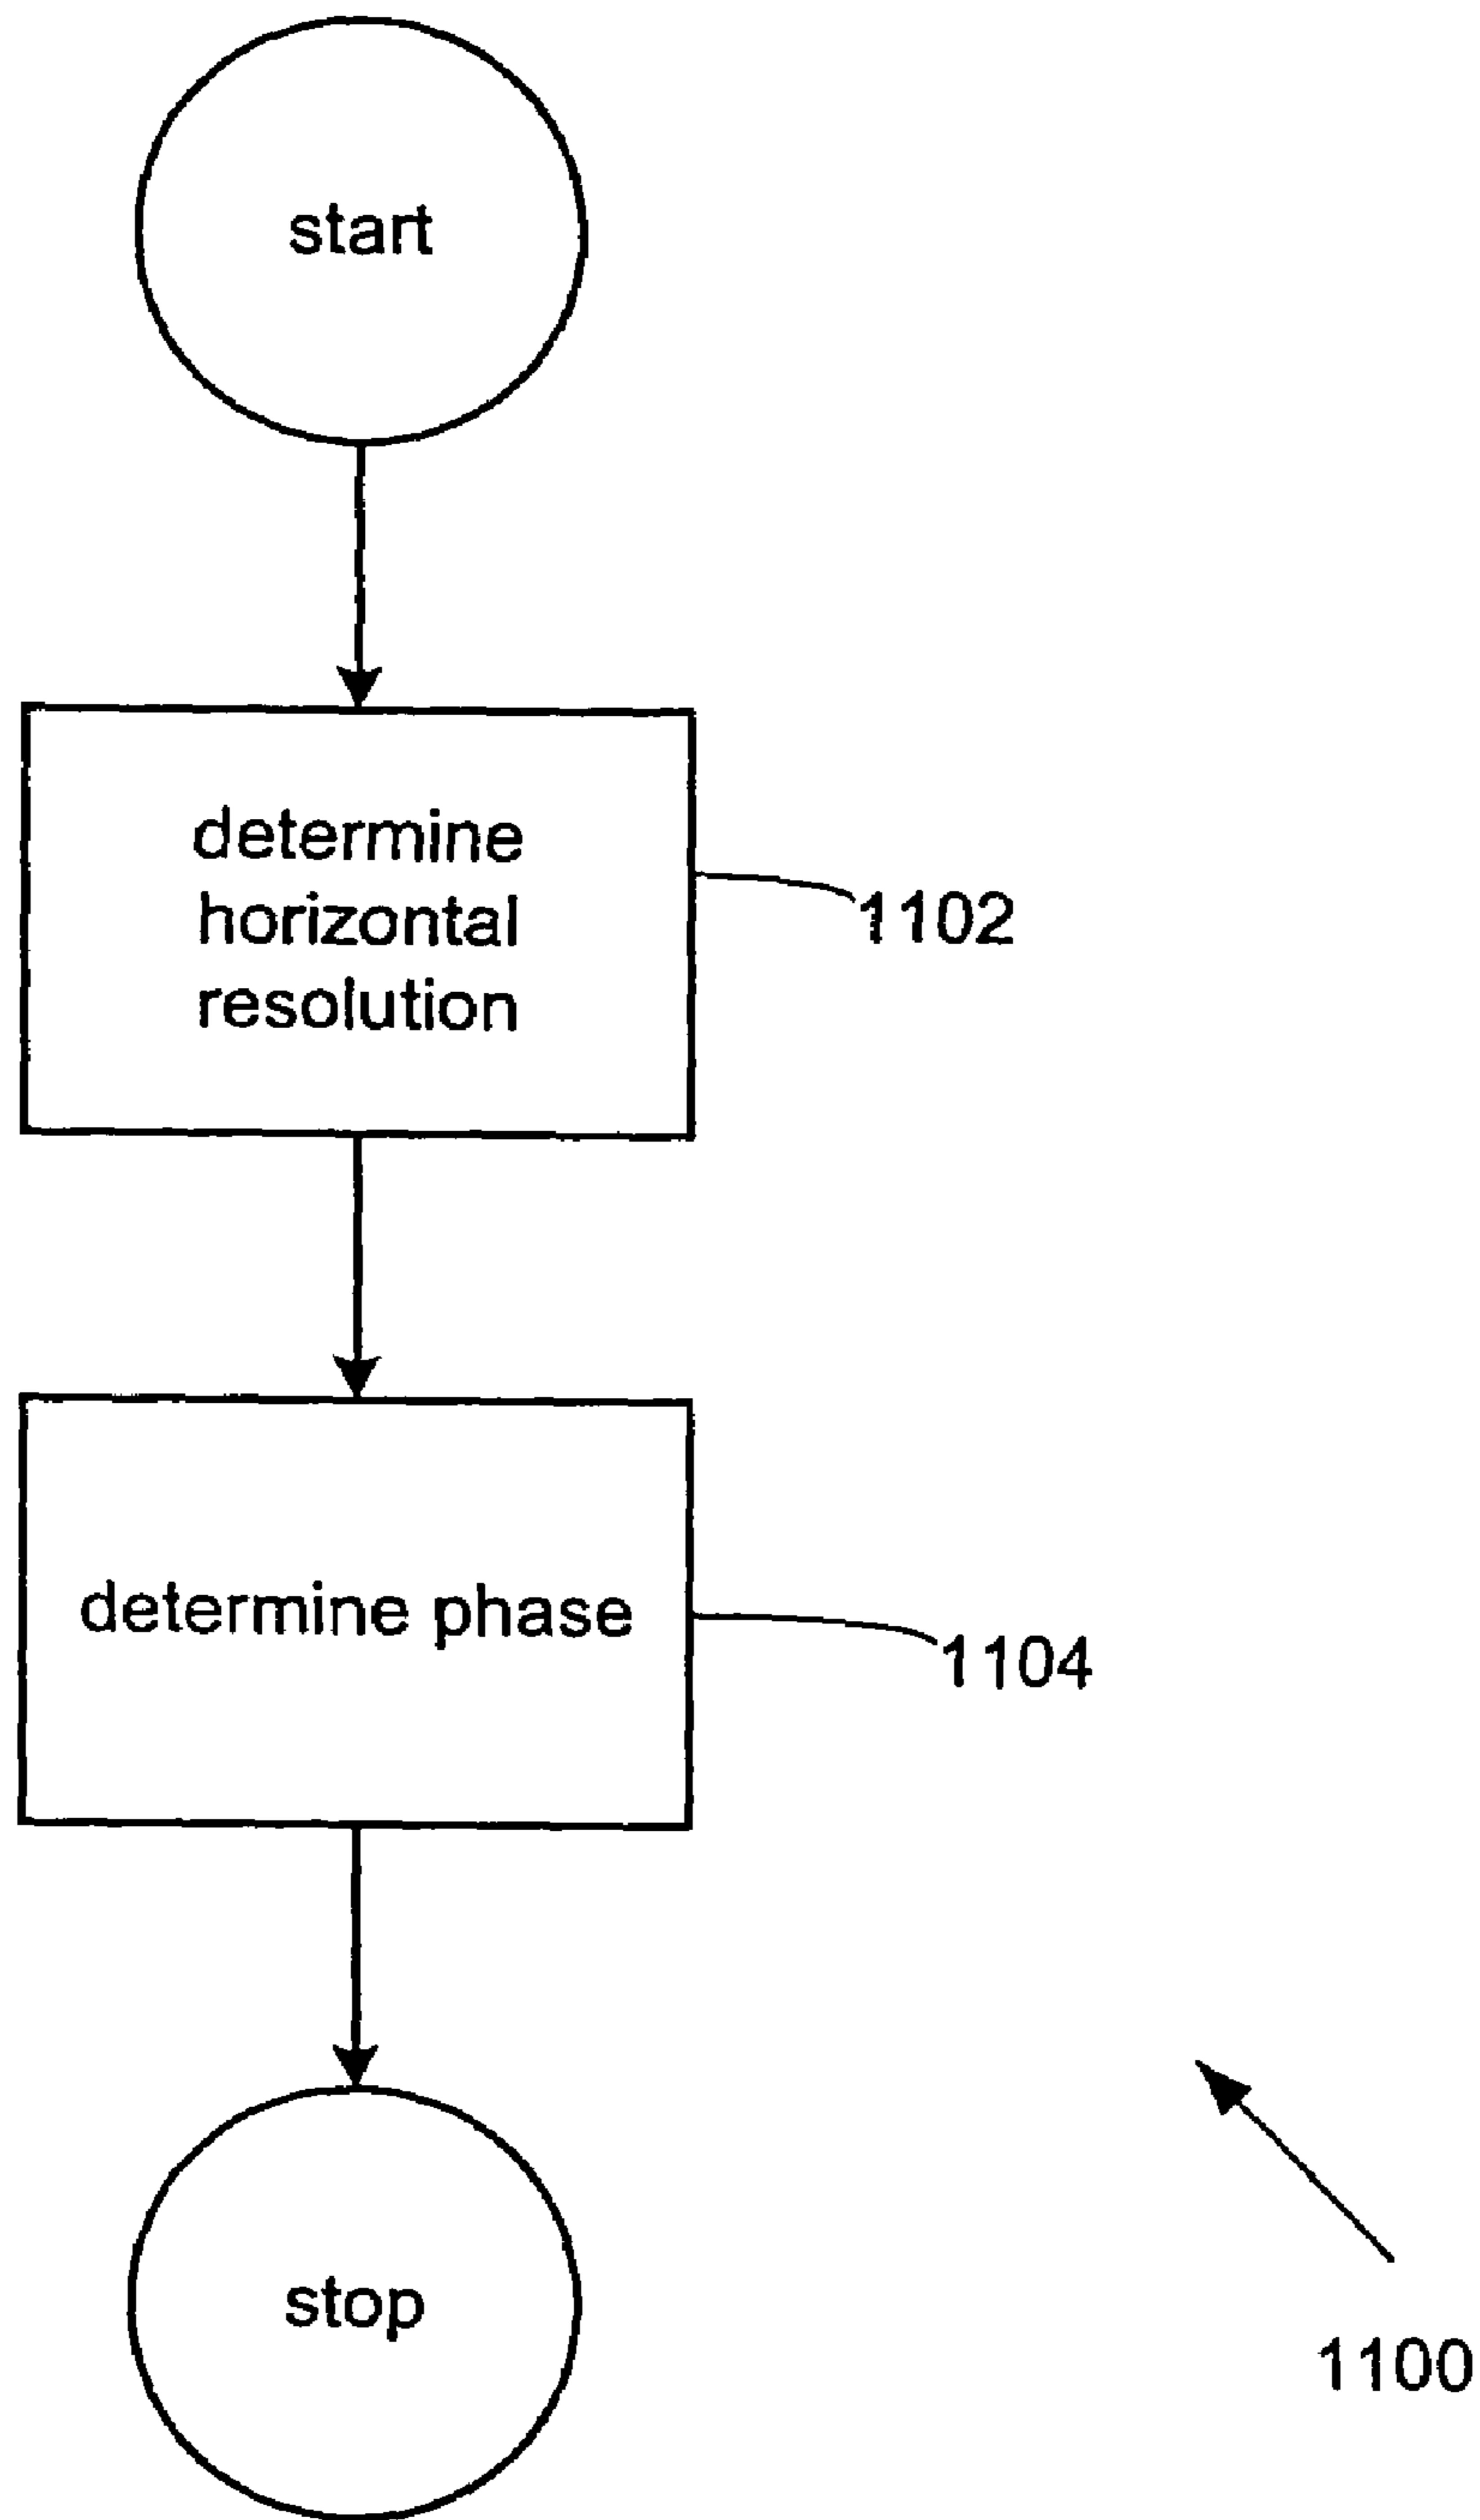 start
determine
horizontal
resolution
1102
determine phase
1104
stop
1100